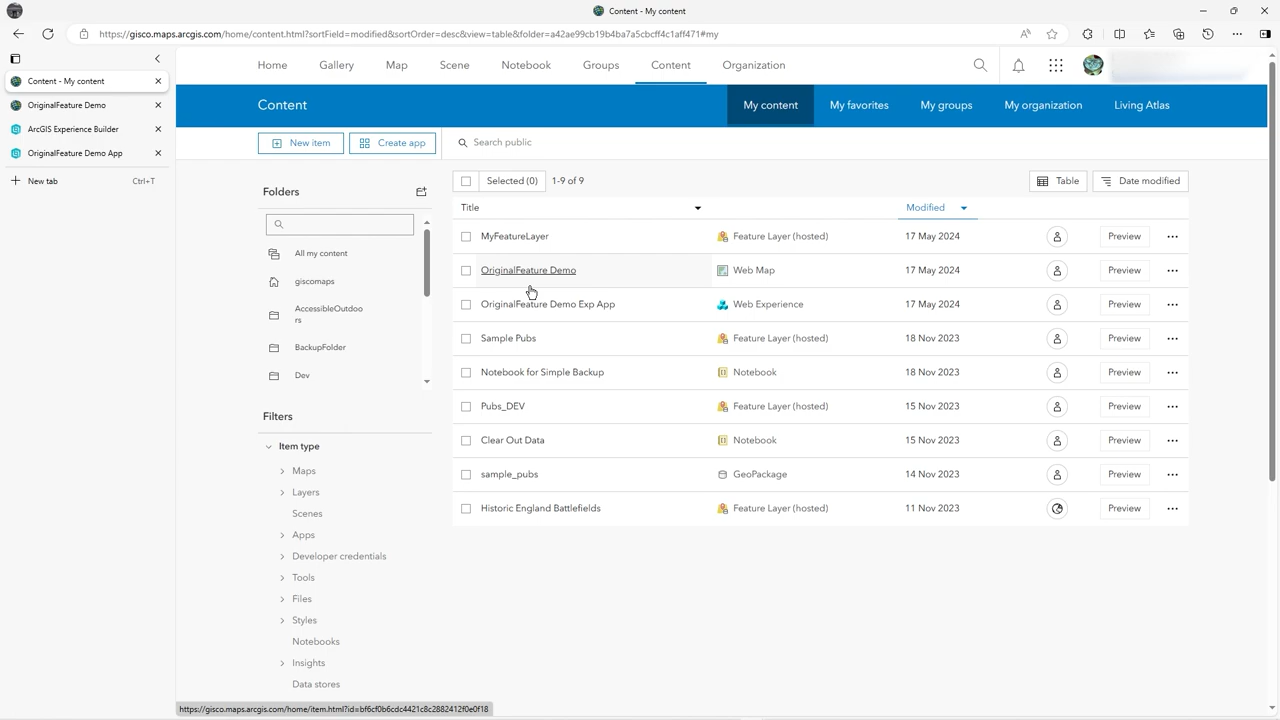 Content - My content
https://gisco.maps.arcgis.com/home/content.html?sortField=modified&sortOrder=desc&view=table&folder=a42ae99cb19b4ba7a5cbcff4c1aff471#my
Content - My content
OriginalFeature Demo
ArcGIS Experience Builder
OriginalFeature Demo App
New tab Ctrl+T
Home Gallery Map Scene Notebook Groups Content Organization
Content My content My favorites My groups My organization Living Atlas
New item Create app Search public
Folders
All my content
giscomaps
AccessibleOutdoo
rs
BackupFolder
Dev
Filters
Item type
Maps
Layers
Scenes
Apps
Developer credentials
Tools
Files
Styles
Notebooks
Insights
Data stores
Selected (0) 1-9 of 9 Table Date modified
Title Modified
MyFeatureLayer Feature Layer (hosted) 17 May 2024 Preview
OriginalFeature Demo Web Map 17 May 2024 Preview
OriginalFeature Demo Exp App Web Experience 17 May 2024 Preview
Sample Pubs Feature Layer (hosted) 18 Nov 2023 Preview
Notebook for Simple Backup Notebook 18 Nov 2023 Preview
Pubs_DEV Feature Layer (hosted) 15 Nov 2023 Preview
Clear Out Data Notebook 15 Nov 2023 Preview
sample_pubs GeoPackage 14 Nov 2023 Preview
Historic England Battlefields Feature Layer (hosted) 11 Nov 2023 Preview
https://gisco.maps.arcgis.com/home/item.html?id=bf6cf0b6cdc4421c8c2882412f0e0f18